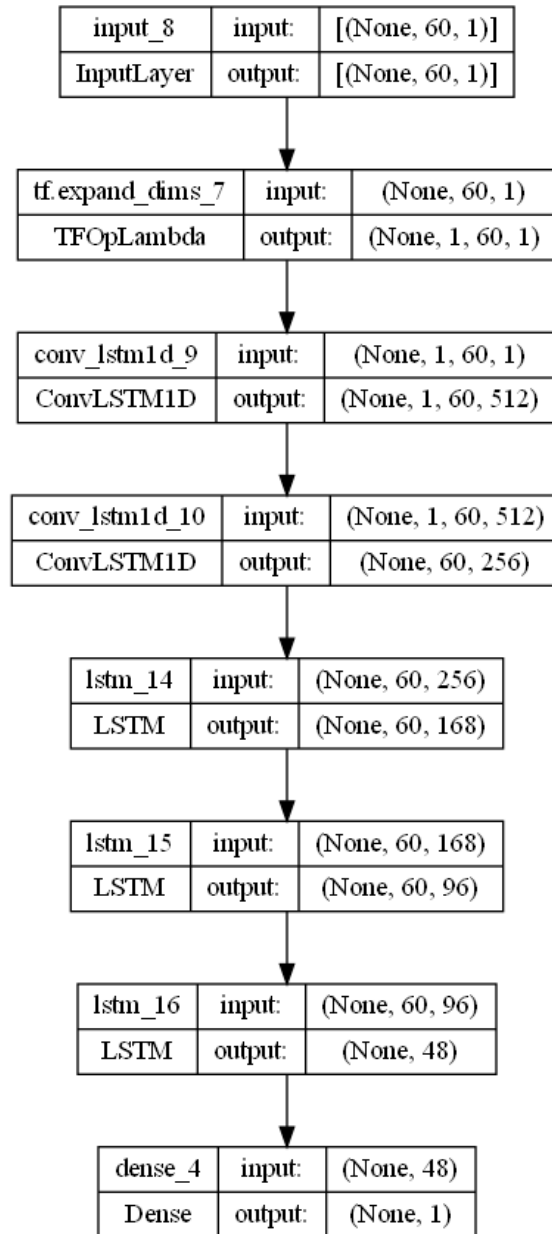 input_8 input: [(None, 60, 1)]
InputLayer output: [(None, 60, 1)]
tf.expand_dims_7 input: (None, 60, 1)
TFOpLambda output: (None, 1, 60, 1)
conv_lstm1d_9 input: (None, 1, 60, 1)
ConvLSTM1D output: (None, 1, 60, 512)
conv_lstm1d_10 input: (None, 1, 60, 512)
ConvLSTM1D output: (None, 60, 256)
lstm_14 input: (None, 60, 256)
LSTM output: (None, 60, 168)
lstm_15 input: (None, 60, 168)
LSTM output: (None, 60, 96)
lstm_16 input: (None, 60, 96)
LSTM output: (None, 48)
dense_4 input: (None, 48)
Dense output: (None, 1)